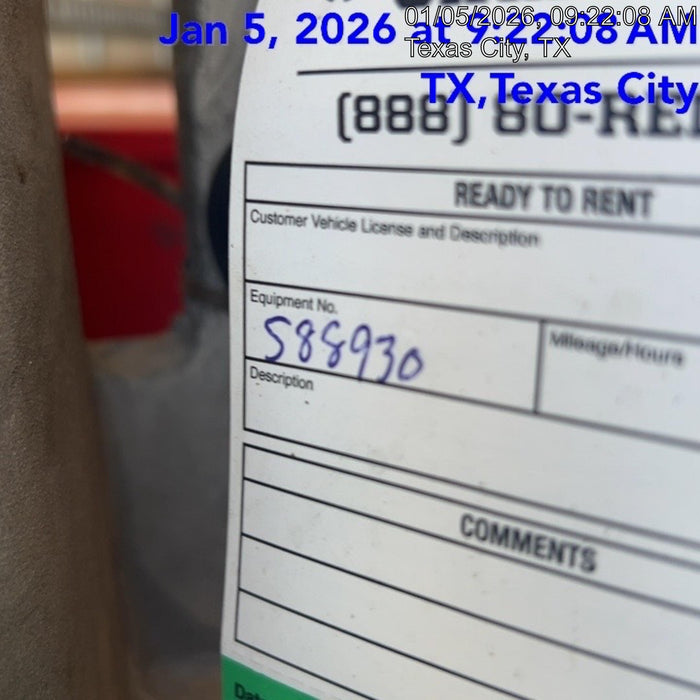 Jan 5, 2026 at 9:22:08 AM
01/05/2026, 09:22:08 AM
Texas City, TX
TX, Texas City
(888) 80-RE
READY TO RENT
Customer Vehicle License and Description
Equipment No.
Mileage/Hours
588930
Description
COMMENTS